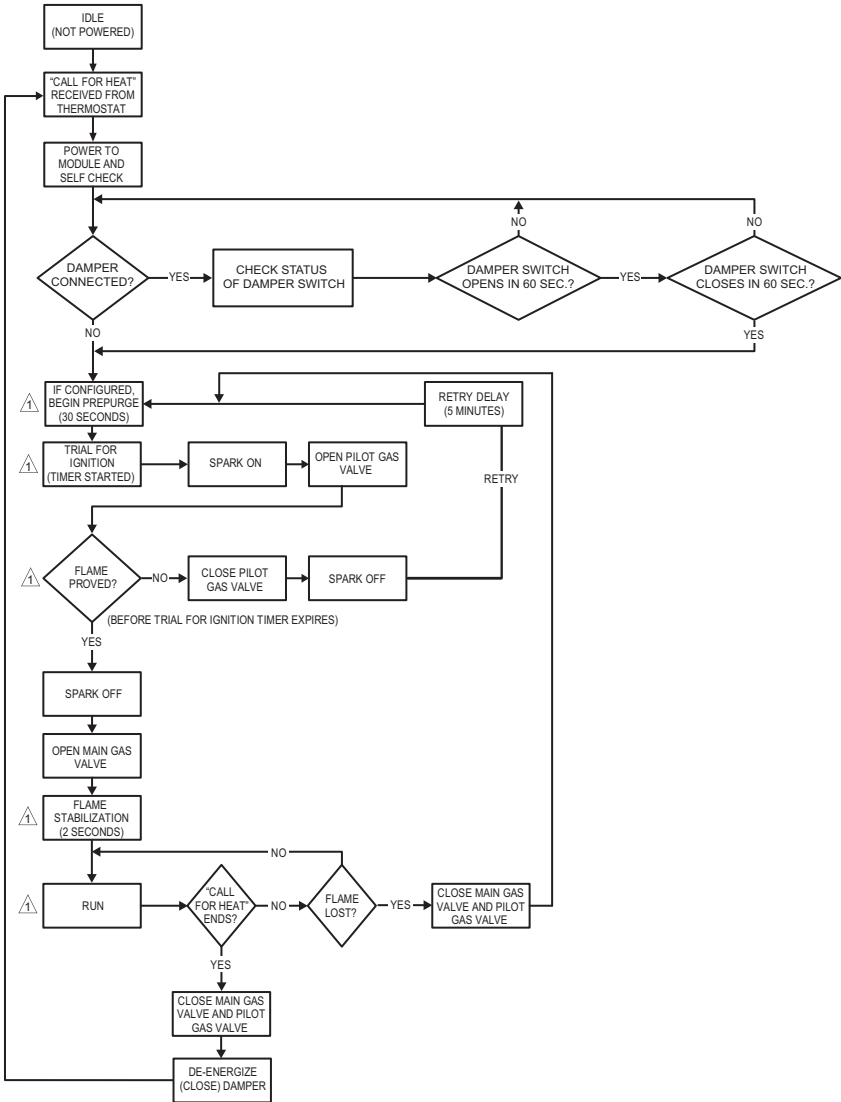 IDLE
(NOT POWERED)
“CALL FOR HEAT”
RECEIVED FROM
THERMOSTAT
POWER TO
MODULE AND
SELF CHECK
DAMPER
CONNECTED?
YES
CHECK STATUS
OF DAMPER SWITCH
NO
DAMPER SWITCH
OPENS IN 60 SEC.?
YES
NO
DAMPER SWITCH
CLOSES IN 60 SEC.?
NO
YES
1
IF CONFIGURED,
BEGIN PREPURGE
(30 SECONDS)
RETRY DELAY
(5 MINUTES)
1
TRIAL FOR
IGNITION
(TIMER STARTED)
SPARK ON
OPEN PILOT GAS
VALVE
RETRY
1
FLAME
PROVED?
NO
CLOSE PILOT
GAS VALVE
SPARK OFF
(BEFORE TRIAL FOR IGNITION TIMER EXPIRES)
YES
SPARK OFF
OPEN MAIN GAS
VALVE
1
FLAME
STABILIZATION
(2 SECONDS)
NO
1
RUN
“CALL
FOR HEAT”
ENDS?
NO
FLAME
LOST?
YES
CLOSE MAIN GAS
VALVE AND PILOT
GAS VALVE
YES
CLOSE MAIN GAS
VALVE AND PILOT
GAS VALVE
DE-ENERGIZE
(CLOSE) DAMPER